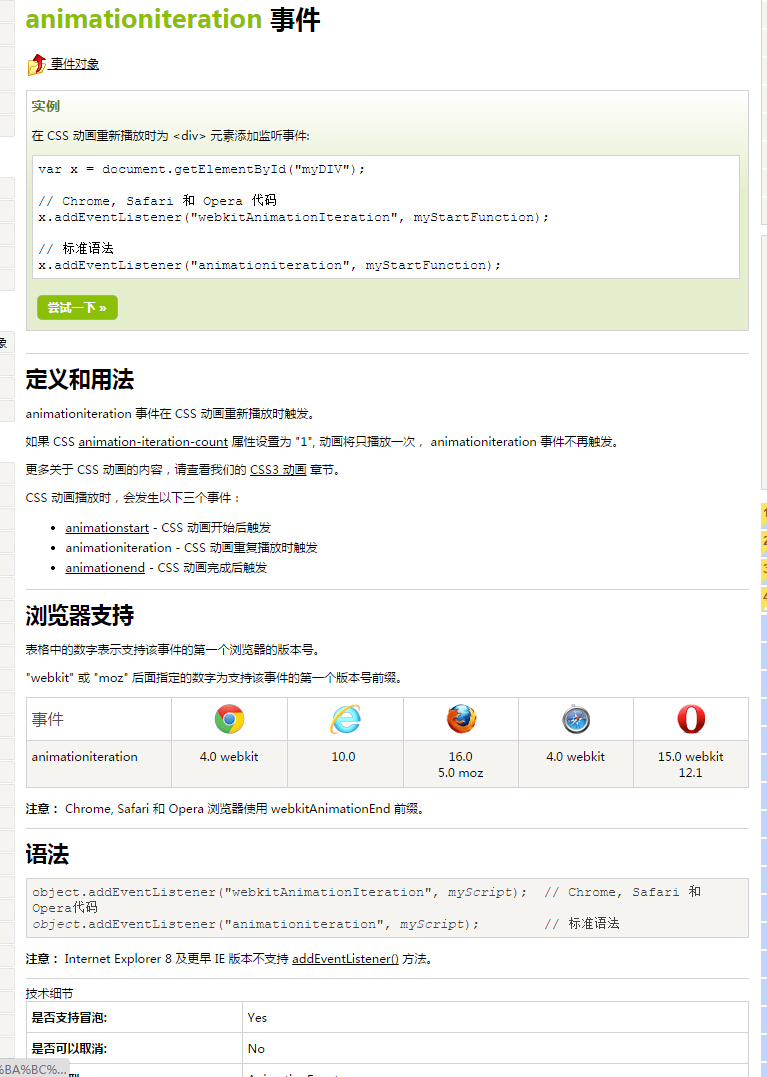 animationiteration 事件
事件对象
实例
在 CSS 动画重新播放时为 <div> 元素添加监听事件:
var x = document.getElementById("myDIV");
// Chrome, Safari 和 Opera 代码
x.addEventListener("webkitAnimationIteration", myStartFunction);
// 标准语法
x.addEventListener("animationiteration", myStartFunction);
尝试一下 »
象
定义和用法
animationiteration 事件在 CSS 动画重新播放时触发。
如果 CSS animation-iteration-count 属性设置为 "1", 动画将只播放一次， animationiteration 事件不再触发。
更多关于 CSS 动画的内容，请查看我们的 CSS3 动画 章节。
CSS 动画播放时，会发生以下三个事件：
• animationstart - CSS 动画开始后触发
• animationiteration - CSS 动画重复播放时触发
• animationend - CSS 动画完成后触发
浏览器支持
表格中的数字表示支持该事件的第一个浏览器的版本号。
"webkit" 或 "moz" 后面指定的数字为支持该事件的第一个版本号前缀。
事件
animationiteration 4.0 webkit 10.0 16.0 4.0 webkit 15.0 webkit
5.0 moz 12.1
注意： Chrome, Safari 和 Opera 浏览器使用 webkitAnimationEnd 前缀。
语法
object.addEventListener("webkitAnimationIteration", myScript); // Chrome, Safari 和
Opera代码
object.addEventListener("animationiteration", myScript); // 标准语法
注意： Internet Explorer 8 及更早 IE 版本不支持 addEventListener() 方法。
技术细节
是否支持冒泡: Yes
是否可以取消: No
%BA%BC%...